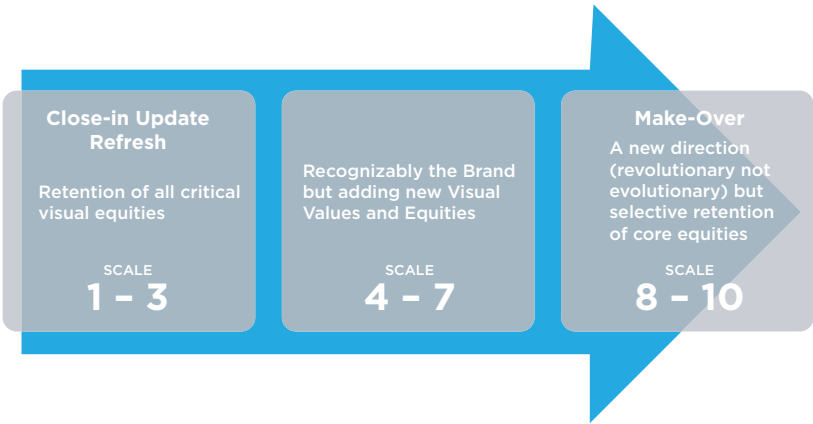 Close-in Update
Refresh
Retention of all critical
visual equities
SCALE
1 – 3
Recognizably the Brand
but adding new Visual
Values and Equities
SCALE
4 – 7
Make-Over
A new direction
(revolutionary not
evolutionary) but
selective retention
of core equities
SCALE
8 – 10